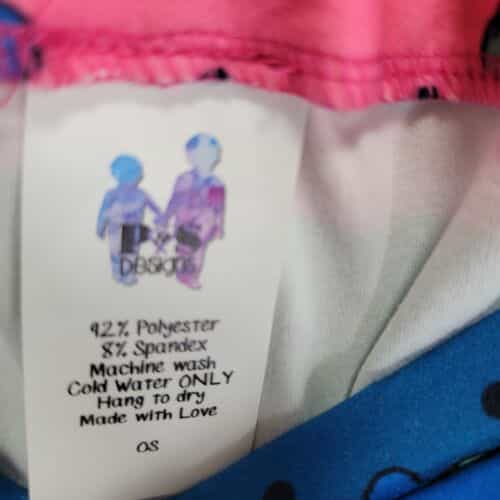 P&S
Designs
92% Polyester
8% Spandex
Machine wash
Cold Water ONLY
Hang to dry
Made with Love
OS